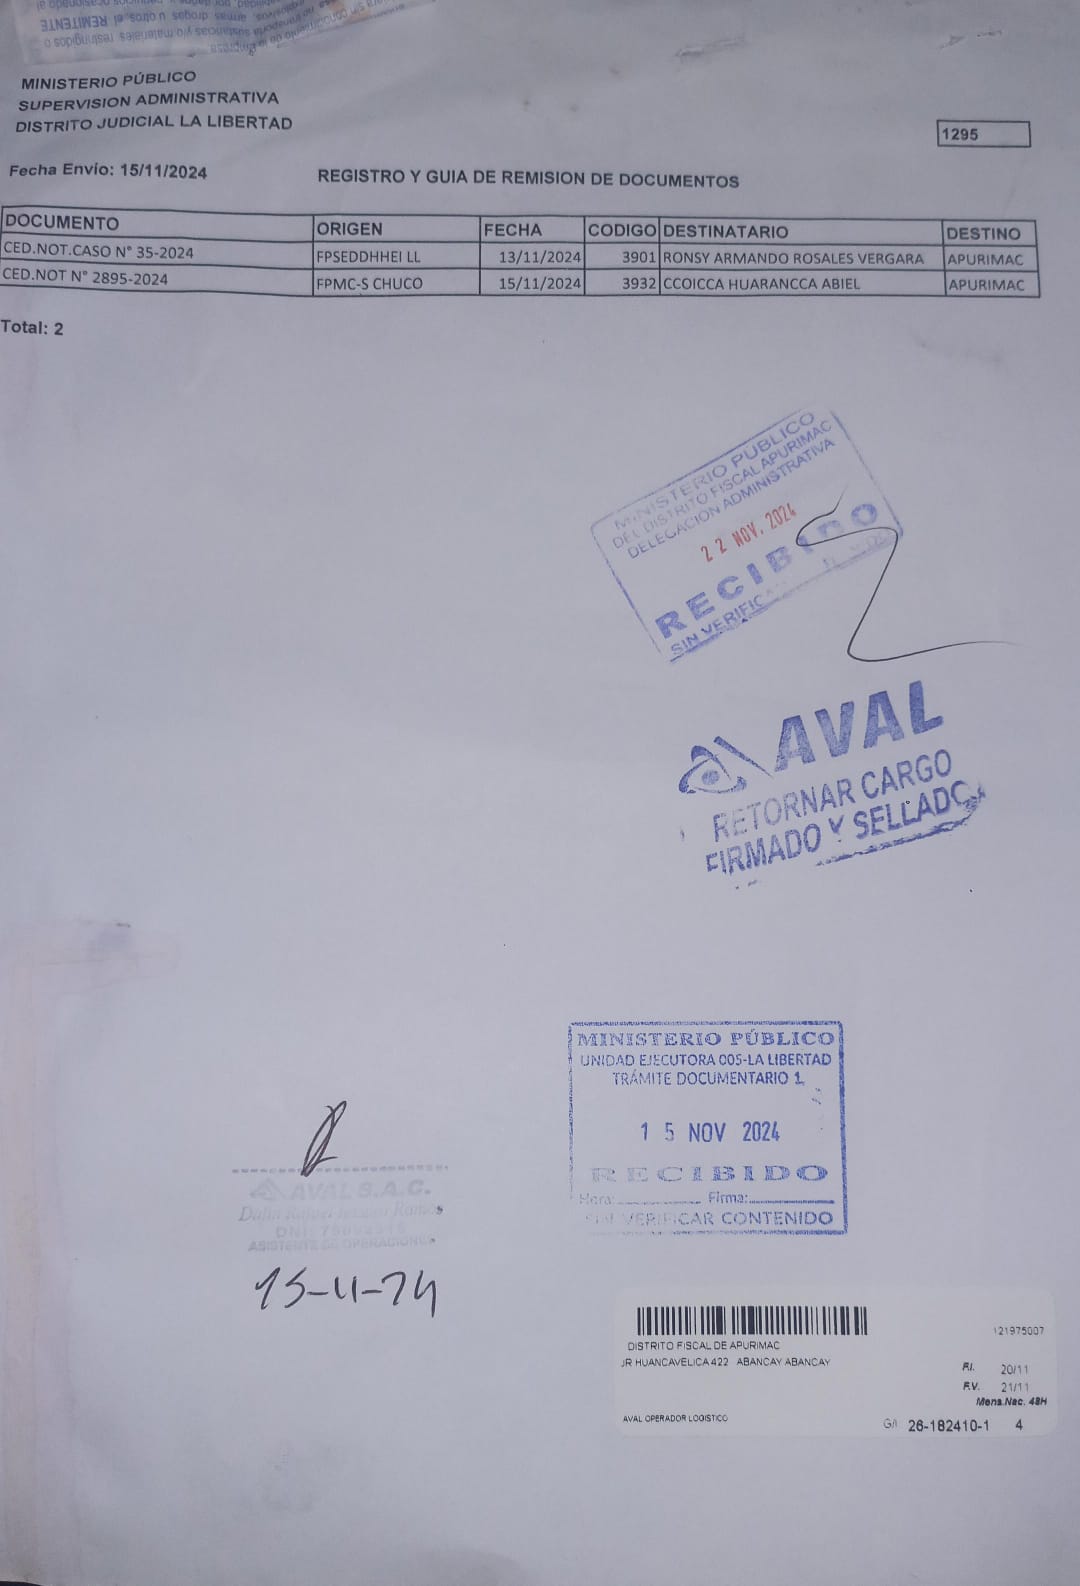 MINISTERIO PÚBLICO
SUPERVISION ADMINISTRATIVA
DISTRITO JUDICIAL LA LIBERTAD
1295
Fecha Envío: 15/11/2024
REGISTRO Y GUIA DE REMISION DE DOCUMENTOS
DOCUMENTO ORIGEN FECHA CODIGO DESTINATARIO DESTINO
CED.NOT.CASO N° 35-2024 FPSEDDHHEI LL 13/11/2024 3901 RONSY ARMANDO ROSALES VERGARA APURIMAC
CED.NOT N° 2895-2024 FPMC-S CHUCO 15/11/2024 3932 CCOICCA HUARANCCA ABIEL APURIMAC
Total: 2
MINISTERIO PÚBLICO
DEL DISTRITO FISCAL APURIMAC
DELEGACION ADMINISTRATIVA
22 NOV. 2024
RECIBIDO
SIN VERIFICA
AVAL
RETORNAR CARGO
FIRMADO Y SELLADO
MINISTERIO PÚBLICO
UNIDAD EJECUTORA 005-LA LIBERTAD
TRÁMITE DOCUMENTARIO 1
15 NOV 2024
RECIBIDO
Hora: Firma:
SIN VERIFICAR CONTENIDO
AVAL S.A.C.
Ramos
ASISTENTE DE OPERACIONES
15-11-24
121975007
DISTRITO FISCAL DE APURIMAC
JR HUANCAVELICA 422 ABANCAY ABANCAY
F.I. 20/11
F.V. 21/11
Mens.Nac. 48H
AVAL OPERADOR LOGISTICO
G/I 26-182410-1 4